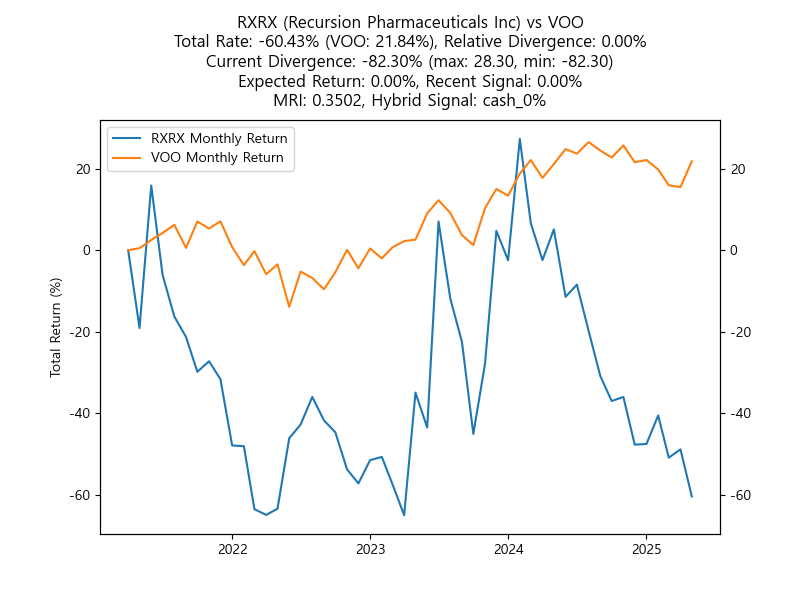 RXRX (Recursion Pharmaceuticals Inc) vs VOO
Total Rate: -60.43% (VOO: 21.84%), Relative Divergence: 0.00%
Current Divergence: -82.30% (max: 28.30, min: -82.30)
Expected Return: 0.00%, Recent Signal: 0.00%
MRI: 0.3502, Hybrid Signal: cash_0%
RXRX Monthly Return
VOO Monthly Return
Total Return (%)
20
0
-20
-40
-60
20
0
-20
-40
-60
2022
2023
2024
2025